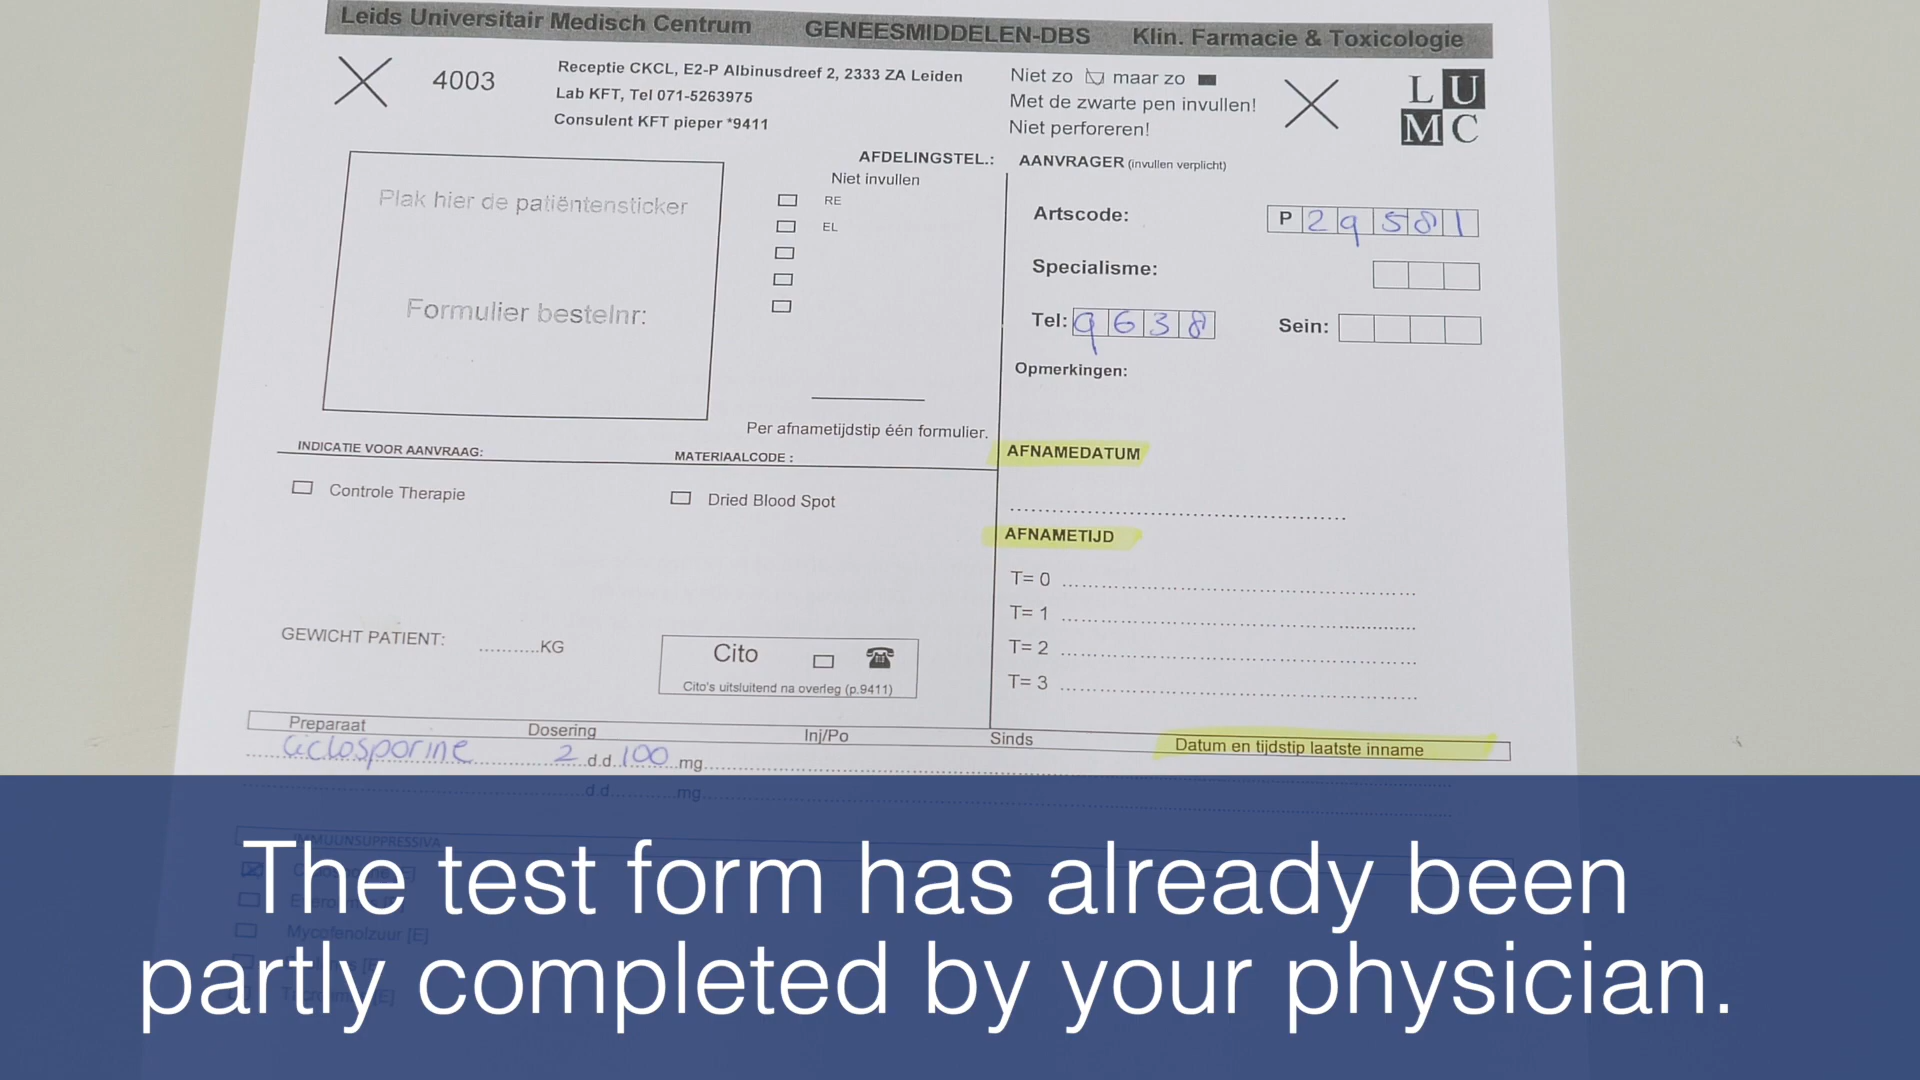 Leids Universitair Medisch Centrum GENEESMIDDELEN-DBS Klin. Farmacie & Toxicologie
4003
Receptie CKCL, E2-P Albinusdreef 2, 2333 ZA Leiden
Lab KFT, Tel 071-5263975
Consulent KFT pieper *9411
Niet zo maar zo
Met de zwarte pen invullen!
Niet perforeren!
L U
M C
Plak hier de patiëntensticker
Formulier bestelnr:
AFDELINGSTEL.:
Niet invullen
RE
EL
Per afnametijdstip één formulier.
AANVRAGER (invullen verplicht)
Artscode: P 2 9 5 8 1
Specialisme:
Tel: 9 6 3 8 Sein:
Opmerkingen:
INDICATIE VOOR AANVRAAG: MATERIAALCODE :
Controle Therapie Dried Blood Spot
GEWICHT PATIENT: ...........KG
Cito
Cito's uitsluitend na overleg (p.9411)
AFNAMEDATUM
AFNAMETIJD
T= 0
T= 1
T= 2
T= 3
Preparaat Dosering Inj/Po Sinds Datum en tijdstip laatste inname
Ciclosporine 2 d.d. 100 mg
d.d. mg
IMMUUNSUPPRESSIVA
Mycofenolzuur [E]
The test form has already been
partly completed by your physician.